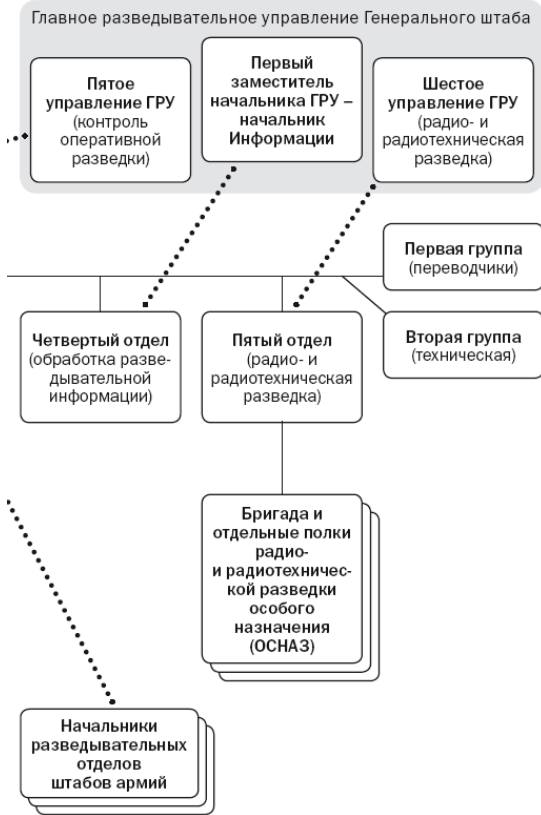 Главное разведывательное управление Генерального штаба
Пятое
управление ГРУ
(контроль
оперативной
разведки)
Первый
заместитель
начальника ГРУ –
начальник
Информации
Шестое
управление ГРУ
(радио- и
радиотехническая
разведка)
Первая группа
(переводчики)
Четвертый отдел
(обработка разве-
дывательной
информации)
Пятый отдел
(радио- и
радиотехническая
разведка)
Вторая группа
(техническая)
Бригада и
отдельные полки
радио-
и радиотехничес-
кой разведки
особого
назначения
(ОСНАЗ)
Начальники
разведывательных
отделов
штабов армий